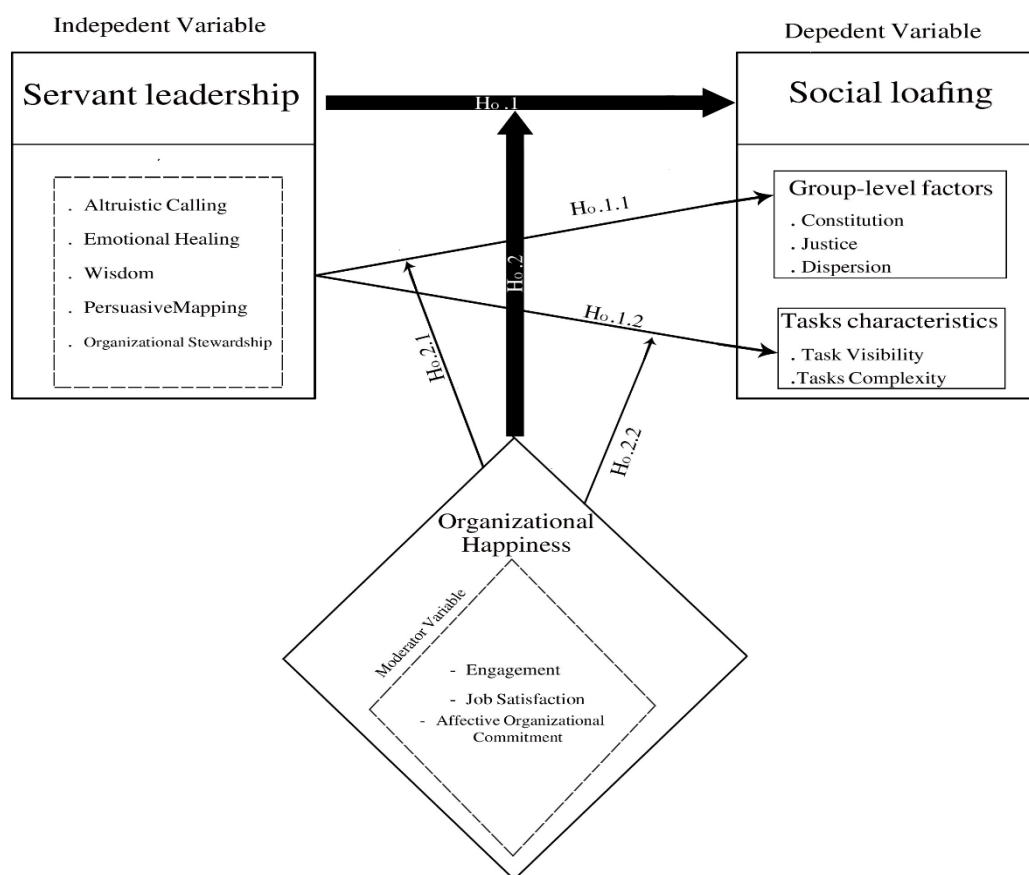 Indepedent Variable
Servant leadership
. Altruistic Calling
. Emotional Healing
. Wisdom
. PersuasiveMapping
. Organizational Stewardship
Depedent Variable
Social loafing
Group-level factors
. Constitution
. Justice
. Dispersion
Tasks characteristics
. Task Visibility
.Tasks Complexity
Ho .1
Ho.1.1
Ho.1.2
Ho.2
Ho.2.1
Ho.2.2
Organizational
Happiness
Moderator Variable
- Engagement
- Job Satisfaction
- Affective Organizational
Commitment